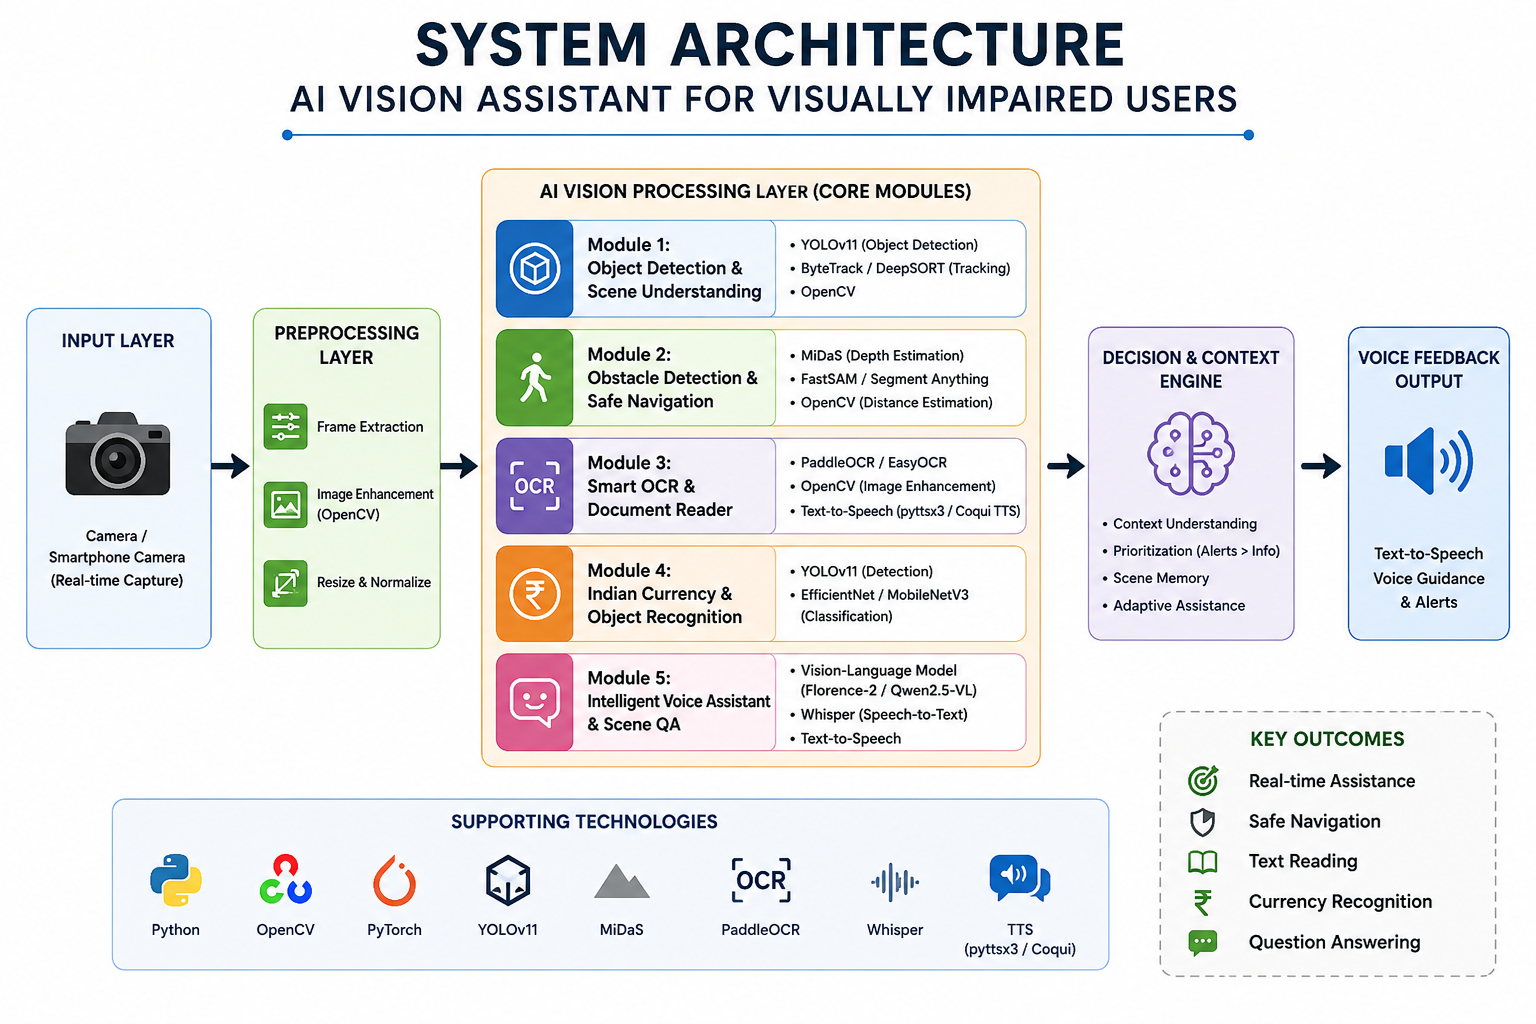 SYSTEM ARCHITECTURE
AI VISION ASSISTANT FOR VISUALLY IMPAIRED USERS
INPUT LAYER
Camera /
Smartphone Camera
(Real-time Capture)
PREPROCESSING
LAYER
Frame Extraction
Image Enhancement
(OpenCV)
Resize & Normalize
AI VISION PROCESSING LAYER (CORE MODULES)
Module 1:
Object Detection &
Scene Understanding
• YOLOv11 (Object Detection)
• ByteTrack / DeepSORT (Tracking)
• OpenCV
Module 2:
Obstacle Detection &
Safe Navigation
• MiDaS (Depth Estimation)
• FastSAM / Segment Anything
• OpenCV (Distance Estimation)
OCR
Module 3:
Smart OCR &
Document Reader
• PaddleOCR / EasyOCR
• OpenCV (Image Enhancement)
• Text-to-Speech (pyttsx3 / Coqui TTS)
₹
Module 4:
Indian Currency &
Object Recognition
• YOLOv11 (Detection)
• EfficientNet / MobileNetV3
(Classification)
Module 5:
Intelligent Voice Assistant
& Scene QA
• Vision-Language Model
(Florence-2 / Qwen2.5-VL)
• Whisper (Speech-to-Text)
• Text-to-Speech
DECISION & CONTEXT
ENGINE
• Context Understanding
• Prioritization (Alerts > Info)
• Scene Memory
• Adaptive Assistance
VOICE FEEDBACK
OUTPUT
Text-to-Speech
Voice Guidance
& Alerts
SUPPORTING TECHNOLOGIES
Python
OpenCV
PyTorch
YOLOv11
MiDaS
OCR
PaddleOCR
Whisper
TTS
(pyttsx3 / Coqui)
KEY OUTCOMES
Real-time Assistance
Safe Navigation
Text Reading
₹ Currency Recognition
Question Answering